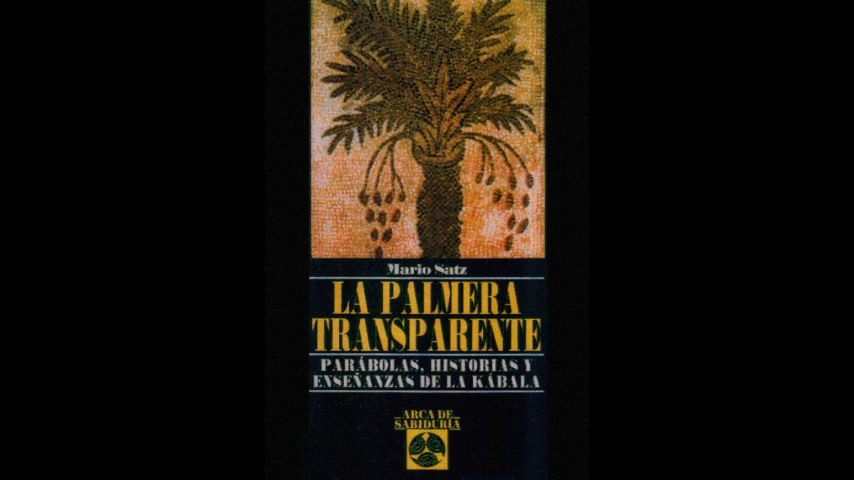 Mario Satz
LA PALMERA
TRANSPARENTE
PARÁBOLAS, HISTORIAS Y
ENSEÑANZAS DE LA KÁBALA
ARCA DE
SABIDURÍA